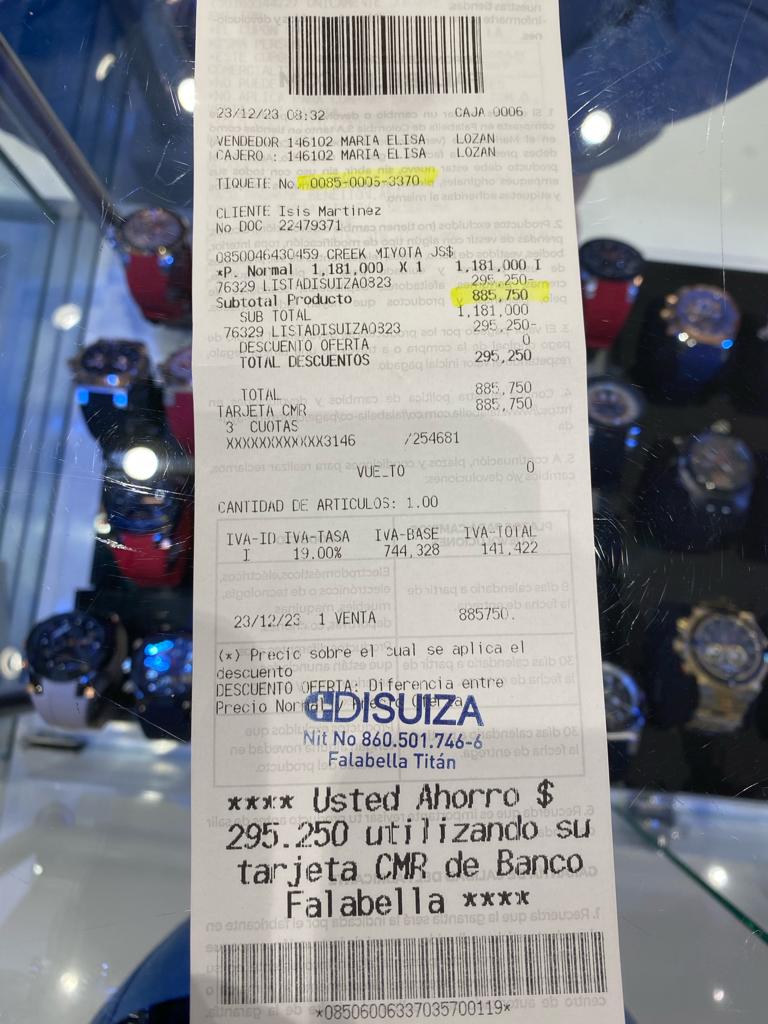 23/12/23 08:32 CAJA 0006
VENDEDOR 146102 MARIA ELISA LOZAN
CAJERO : 146102 MARIA ELISA LOZAN
TIQUETE No. 0085-0006-3370
CLIENTE Isis Martinez
No DOC 22479371
0850046430459 CREEK MIYOTA JS$
*P. Normal 1,181,000 X 1 1,181,000 I
76329 LISTADISUIZA0823 295,250-
Subtotal Producto 885,750
SUB TOTAL 1,181,000
76329 LISTADISUIZA0823 295,250-
DESCUENTO OFERTA 0
TOTAL DESCUENTOS 295,250
TOTAL 885,750
TARJETA CMR 885,750
3 CUOTAS
XXXXXXXXXXXX3146 /254681
VUELTO 0
CANTIDAD DE ARTICULOS: 1.00
IVA-ID IVA-TASA IVA-BASE IVA-TOTAL
I 19.00% 744,328 141,422
23/12/23 1 VENTA 885750.
(*) Precio sobre el cual se aplica el
descuento
DESCUENTO OFERTA: Diferencia entre
Precio Normal y
DISUIZA
Nit No 860.501.746-6
Falabella Titán
**** Usted Ahorro $
295.250 utilizando su
tarjeta CMR de Banco
Falabella ****
*08506006337035700119*